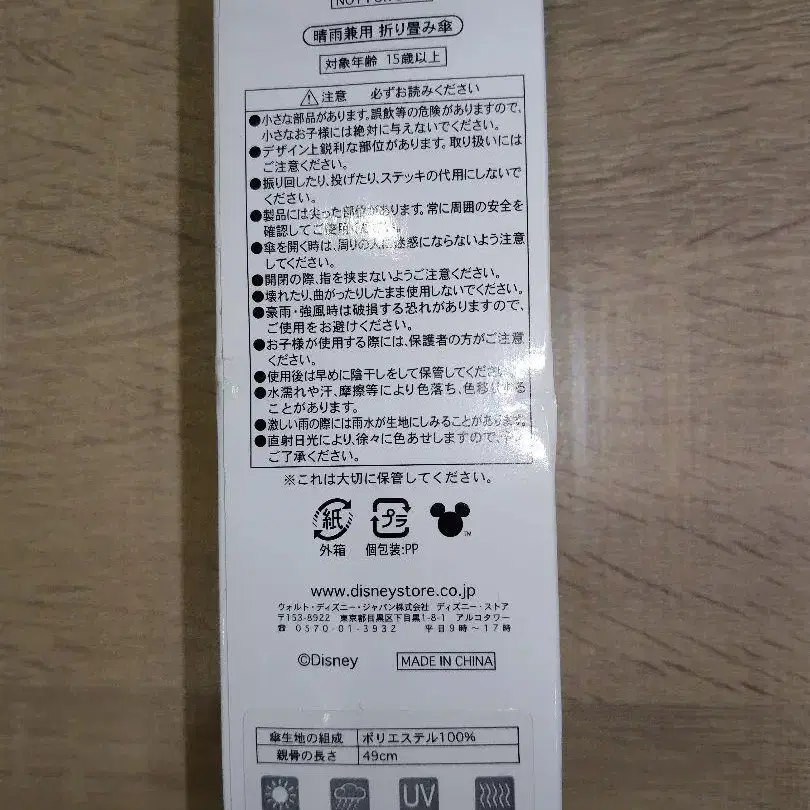 晴雨兼用 折り畳み傘
対象年齢 15歳以上
注意 必ずお読みください
●小さな部品があります。誤飲等の危険がありますので、
小さなお子様には絶対に与えないでください。
●デザイン上鋭利な部位があります。取り扱いには
ご注意ください。
●振り回したり、投げたり、ステッキの代用にしないで
ください。
●製品には尖った部位があります。常に周囲の安全を
確認してご使用ください。
●傘を開く時は、周りの人に迷惑にならないよう注意
してください。
●開閉の際、指を挟まないようご注意ください。
●壊れたり、曲がったりしたまま使用しないでください。
●豪雨・強風時は破損する恐れがありますので、
ご使用をお避けください。
●お子様が使用する際には、保護者の方がご注意
ください。
●使用後は早めに陰干しをして保管してください。
●水濡れや汗、摩擦等により色落ち、色移りする
ことがあります。
●激しい雨の際には雨水が生地にしみることがあります。
●直射日光により、徐々に色あせしますので、
ご了承ください。
※これは大切に保管してください。
紙 プラ
外箱 個包装:PP
TM
www.disneystore.co.jp
ウォルト・ディズニー・ジャパン株式会社 ディズニー・ストア
〒153-8922 東京都目黒区下目黒1-8-1 アルコタワー
☎ 0570-01-3932 平日9時～17時
©Disney MADE IN CHINA
傘生地の組成 ポリエステル100%
親骨の長さ 49cm
UV